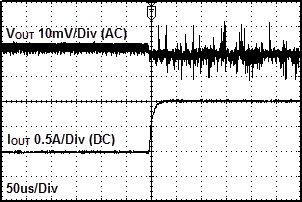 VOUT 10mV/Div (AC)
IOUT 0.5A/Div (DC)
50us/Div